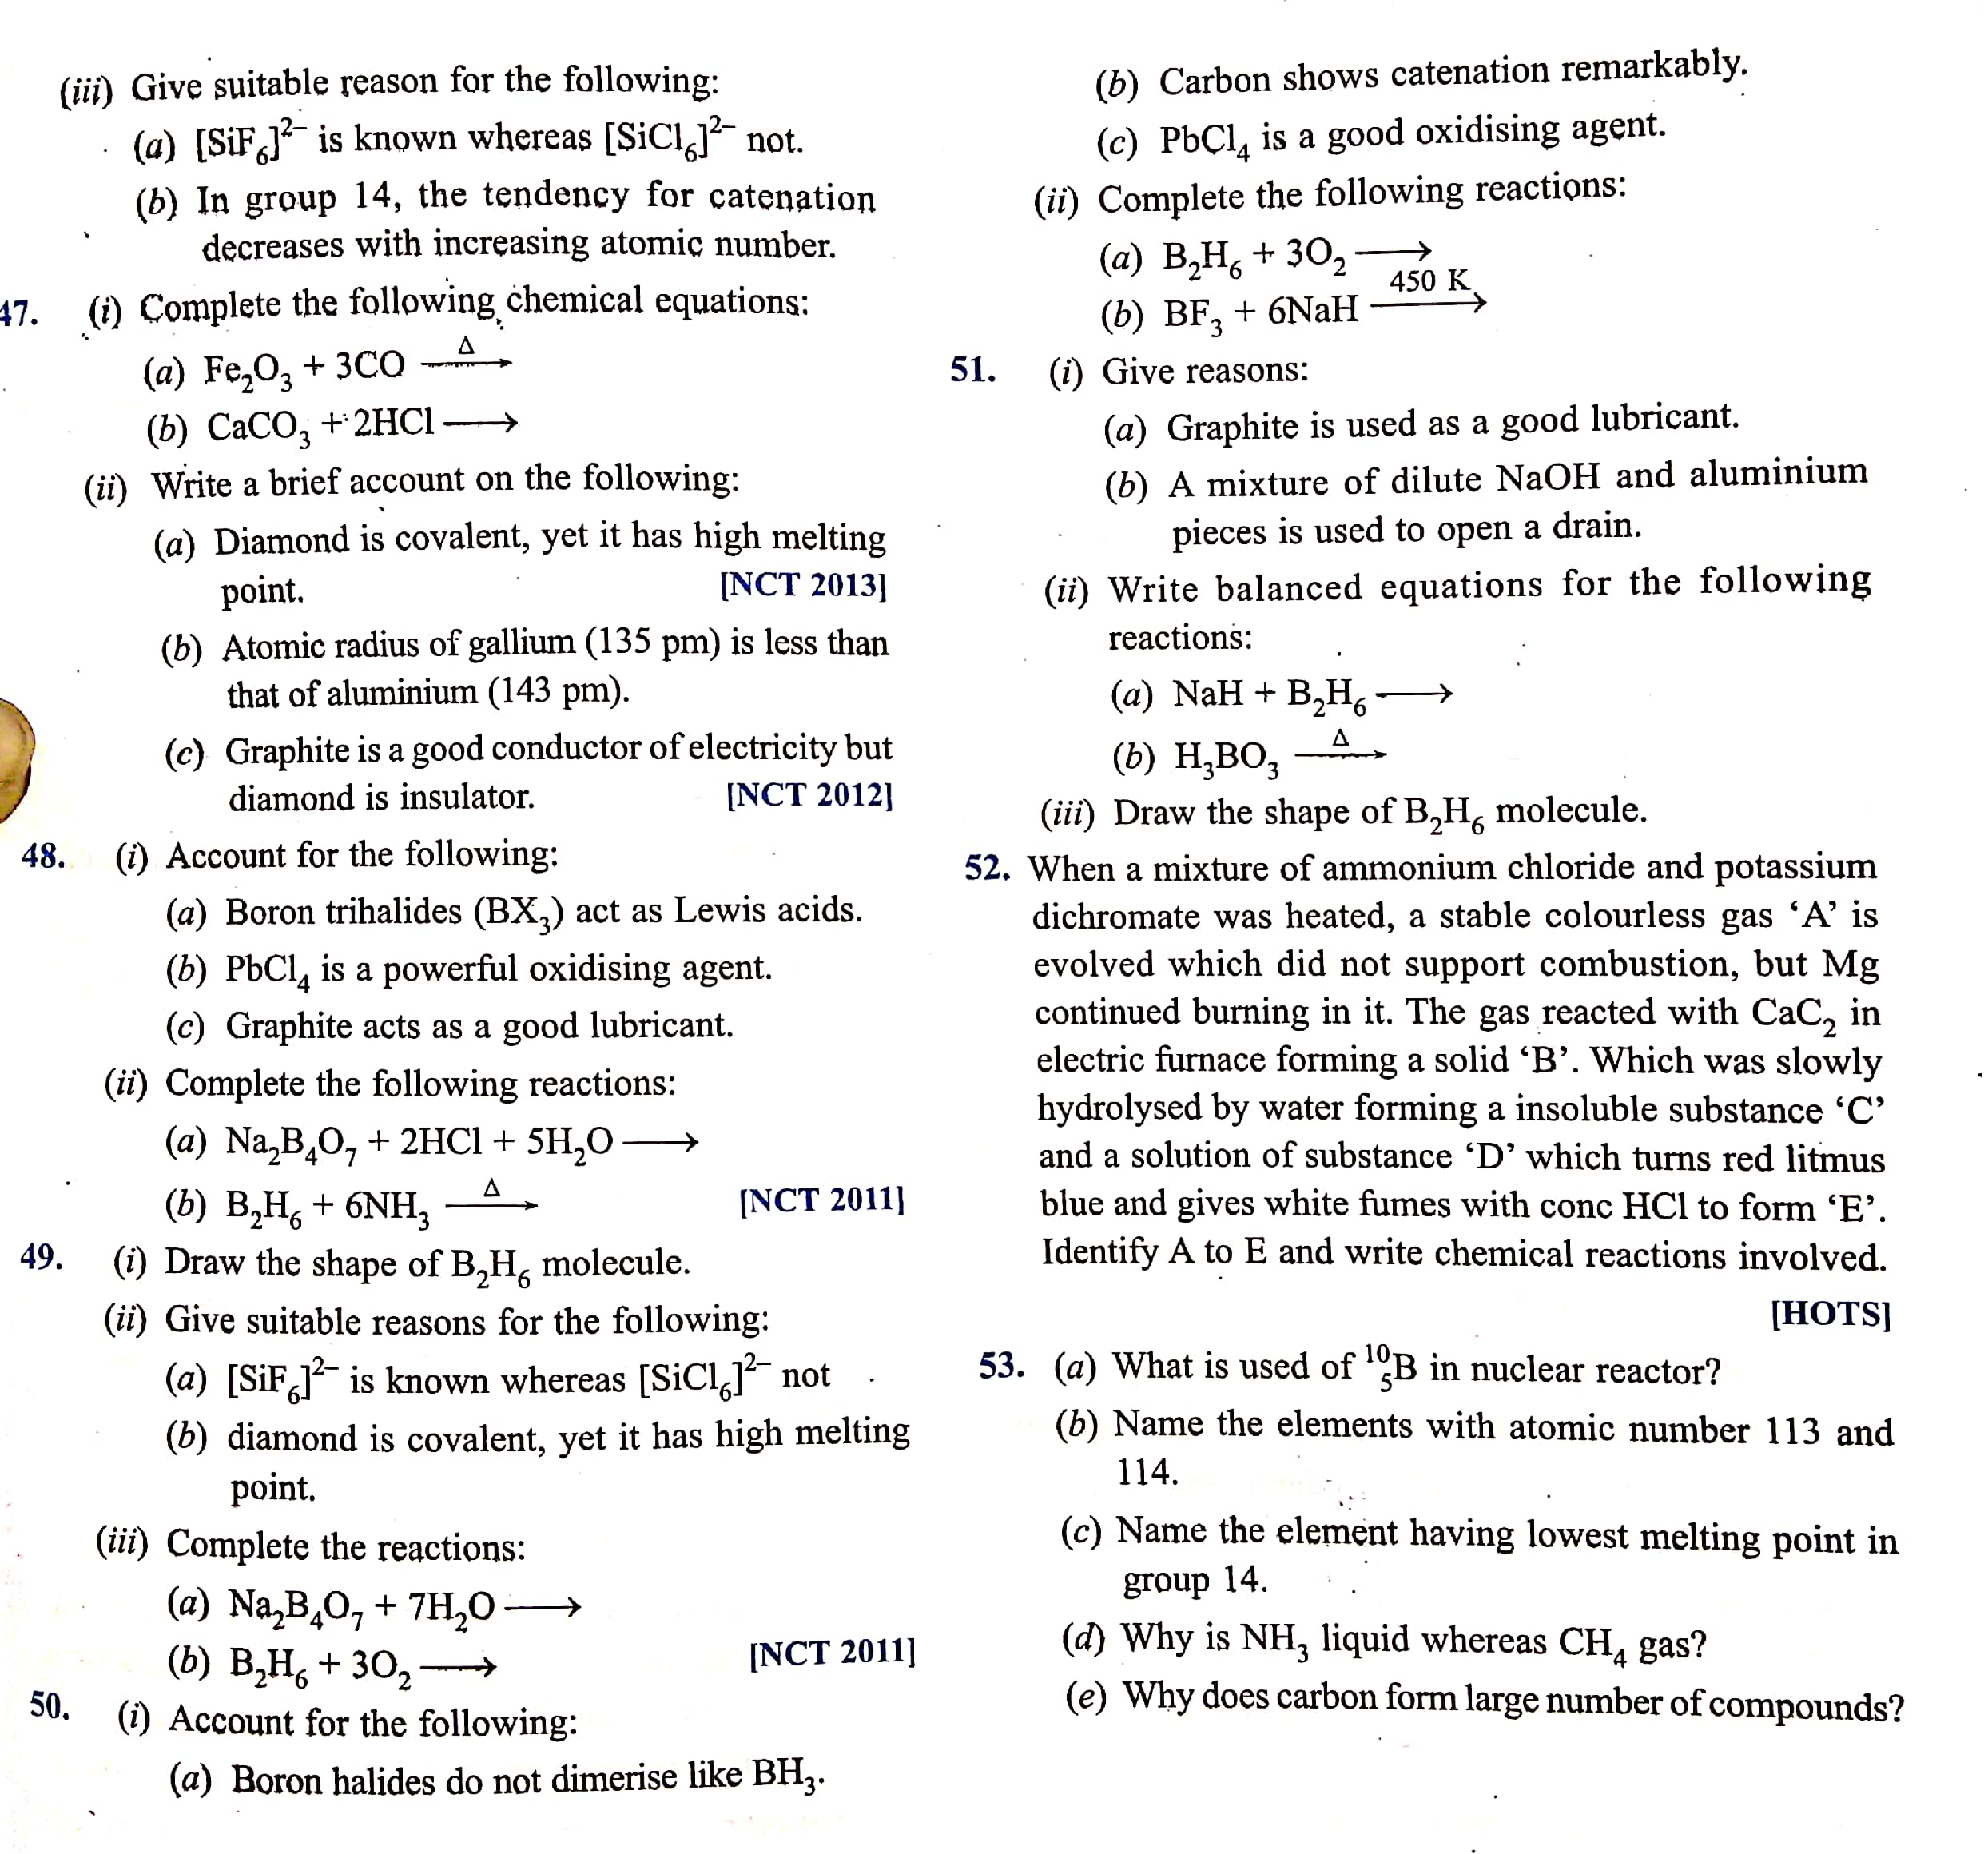 (iii) Give suitable reason for the following:
(a) [SiF₆]²⁻ is known whereas [SiCl₆]²⁻ not.
(b) In group 14, the tendency for catenation
decreases with increasing atomic number.
47. (i) Complete the following chemical equations:
(a) Fe₂O₃ + 3CO —Δ→
(b) CaCO₃ + 2HCl ⟶
(ii) Write a brief account on the following:
(a) Diamond is covalent, yet it has high melting
point. [NCT 2013]
(b) Atomic radius of gallium (135 pm) is less than
that of aluminium (143 pm).
(c) Graphite is a good conductor of electricity but
diamond is insulator. [NCT 2012]
48. (i) Account for the following:
(a) Boron trihalides (BX₃) act as Lewis acids.
(b) PbCl₄ is a powerful oxidising agent.
(c) Graphite acts as a good lubricant.
(ii) Complete the following reactions:
(a) Na₂B₄O₇ + 2HCl + 5H₂O ⟶
(b) B₂H₆ + 6NH₃ —Δ→ [NCT 2011]
49. (i) Draw the shape of B₂H₆ molecule.
(ii) Give suitable reasons for the following:
(a) [SiF₆]²⁻ is known whereas [SiCl₆]²⁻ not
(b) diamond is covalent, yet it has high melting
point.
(iii) Complete the reactions:
(a) Na₂B₄O₇ + 7H₂O ⟶
(b) B₂H₆ + 3O₂ ⟶ [NCT 2011]
50. (i) Account for the following:
(a) Boron halides do not dimerise like BH₃.
(b) Carbon shows catenation remarkably.
(c) PbCl₄ is a good oxidising agent.
(ii) Complete the following reactions:
(a) B₂H₆ + 3O₂ ⟶
(b) BF₃ + 6NaH —450 K→
51. (i) Give reasons:
(a) Graphite is used as a good lubricant.
(b) A mixture of dilute NaOH and aluminium
pieces is used to open a drain.
(ii) Write balanced equations for the following
reactions:
(a) NaH + B₂H₆ ⟶
(b) H₃BO₃ —Δ→
(iii) Draw the shape of B₂H₆ molecule.
52. When a mixture of ammonium chloride and potassium
dichromate was heated, a stable colourless gas ‘A’ is
evolved which did not support combustion, but Mg
continued burning in it. The gas reacted with CaC₂ in
electric furnace forming a solid ‘B’. Which was slowly
hydrolysed by water forming a insoluble substance ‘C’
and a solution of substance ‘D’ which turns red litmus
blue and gives white fumes with conc HCl to form ‘E’.
Identify A to E and write chemical reactions involved.
[HOTS]
53. (a) What is used of ¹⁰₅B in nuclear reactor?
(b) Name the elements with atomic number 113 and
114.
(c) Name the element having lowest melting point in
group 14.
(d) Why is NH₃ liquid whereas CH₄ gas?
(e) Why does carbon form large number of compounds?